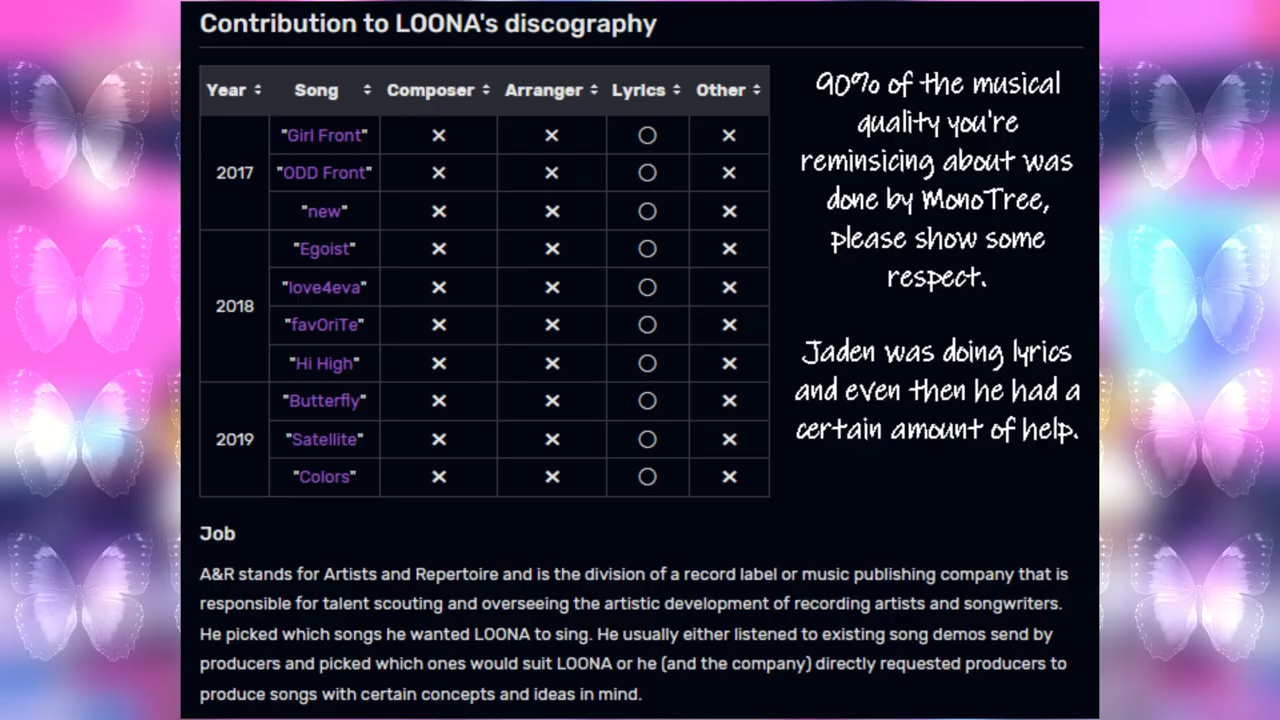 Contribution to LOONA's discography
Year Song Composer Arranger Lyrics Other
2017
"Girl Front" × × ○ ×
"ODD Front" × × ○ ×
"new" × × ○ ×
2018
"Egoist" × × ○ ×
"love4eva" × × ○ ×
"favOriTe" × × ○ ×
"Hi High" × × ○ ×
2019
"Butterfly" × × ○ ×
"Satellite" × × ○ ×
"Colors" × × ○ ×
90% of the musical
quality you're
reminsicing about was
done by MonoTree,
please show some
respect.
Jaden was doing lyrics
and even then he had a
certain amount of help.
Job
A&R stands for Artists and Repertoire and is the division of a record label or music publishing company that is
responsible for talent scouting and overseeing the artistic development of recording artists and songwriters.
He picked which songs he wanted LOONA to sing. He usually either listened to existing song demos send by
producers and picked which ones would suit LOONA or he (and the company) directly requested producers to
produce songs with certain concepts and ideas in mind.